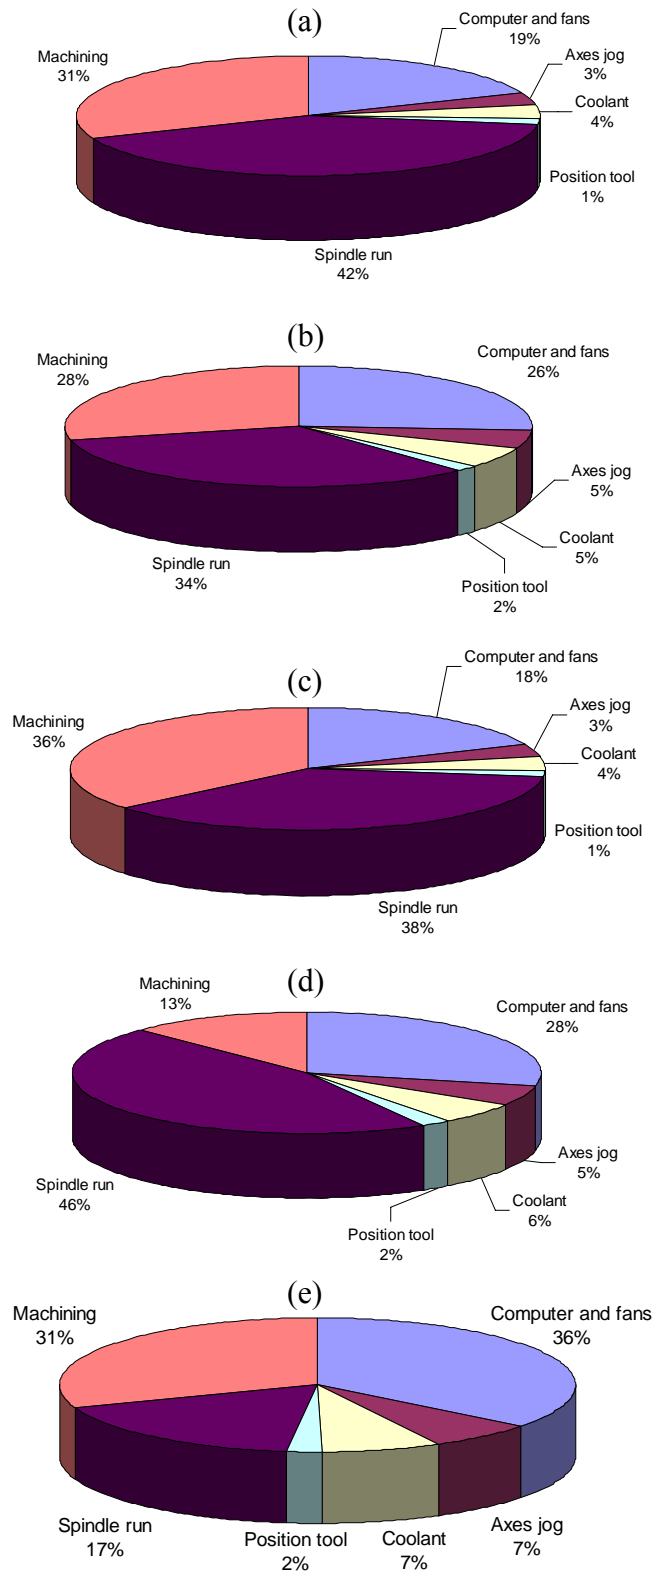 (a)
Computer and fans
19%
Machining
31%
Axes jog
3%
Coolant
4%
Position tool
1%
Spindle run
42%
(b)
Machining
28%
Computer and fans
26%
Axes jog
5%
Coolant
5%
Spindle run
34%
Position tool
2%
(c)
Computer and fans
18%
Machining
36%
Axes jog
3%
Coolant
4%
Position tool
1%
Spindle run
38%
(d)
Machining
13%
Computer and fans
28%
Axes jog
5%
Spindle run
46%
Coolant
6%
Position tool
2%
(e)
Machining
31%
Computer and fans
36%
Spindle run
17%
Position tool
2%
Coolant
7%
Axes jog
7%